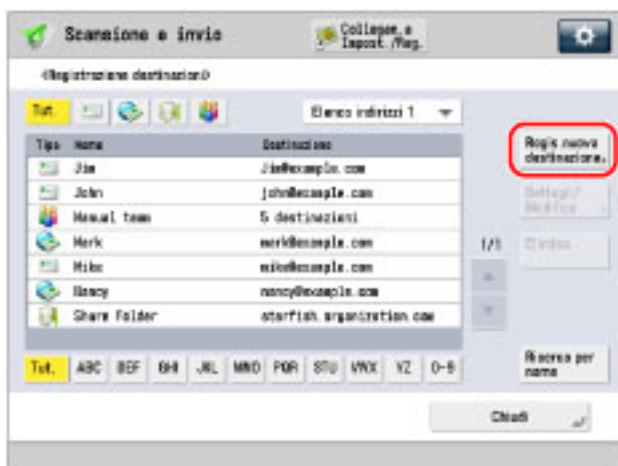 Scansione e invio
Collegam. a
Impost./Reg.
<Registrazione destinazioni>
Tut.
Elenco indirizzi 1
Tipo Nome Destinazione
Jim Jim@example.com
John john@example.com
Manual team 5 destinazioni
Mark mark@example.com
Mike mike@example.com
Nancy nancy@example.com
Share Folder starfish.organization.com
Regis.nuova
destinazione.
Dettagli/
Modifica
1/1
Elimina
Tut. ABC DEF GHI JKL MNO PQR STU VWX YZ 0-9
Ricerca per
nome
Chiudi